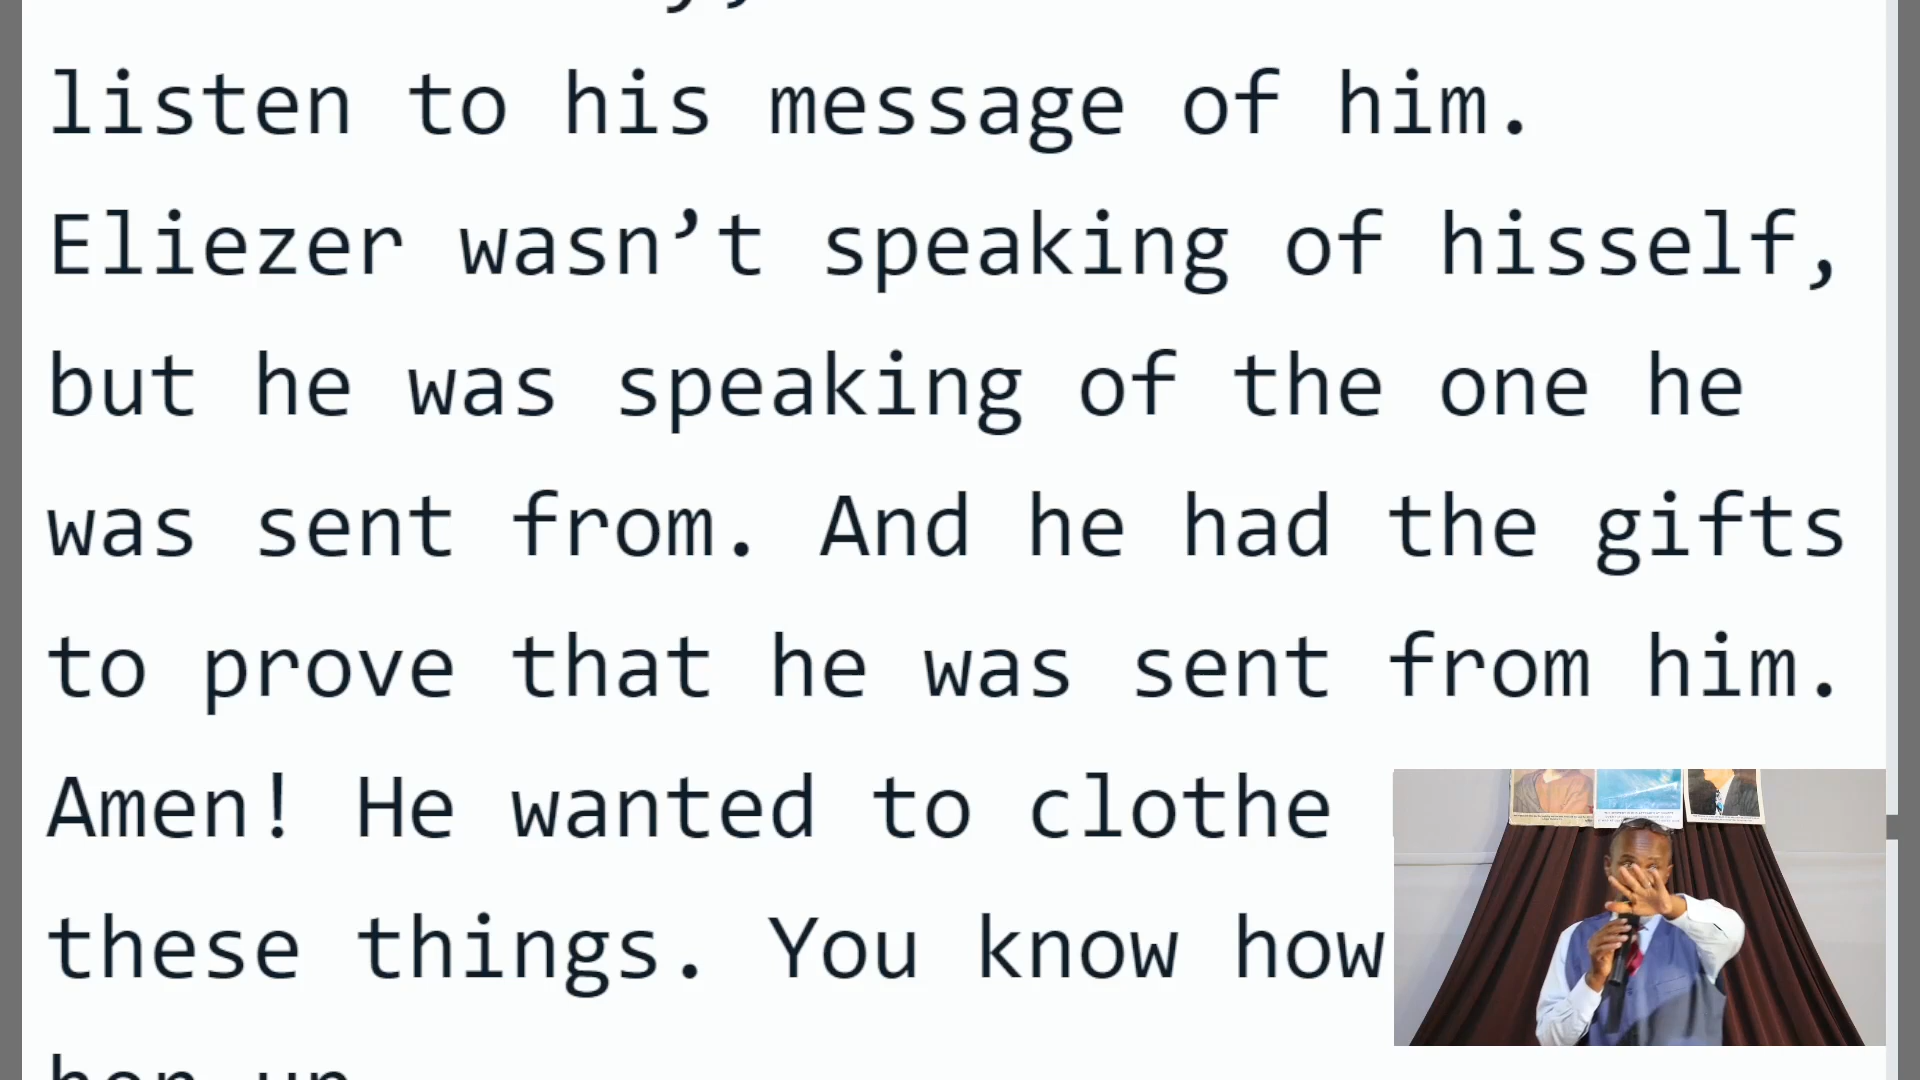 listen to his message of him.
Eliezer wasn’t speaking of hisself,
but he was speaking of the one he
was sent from. And he had the gifts
to prove that he was sent from him.
Amen! He wanted to clothe
these things. You know how